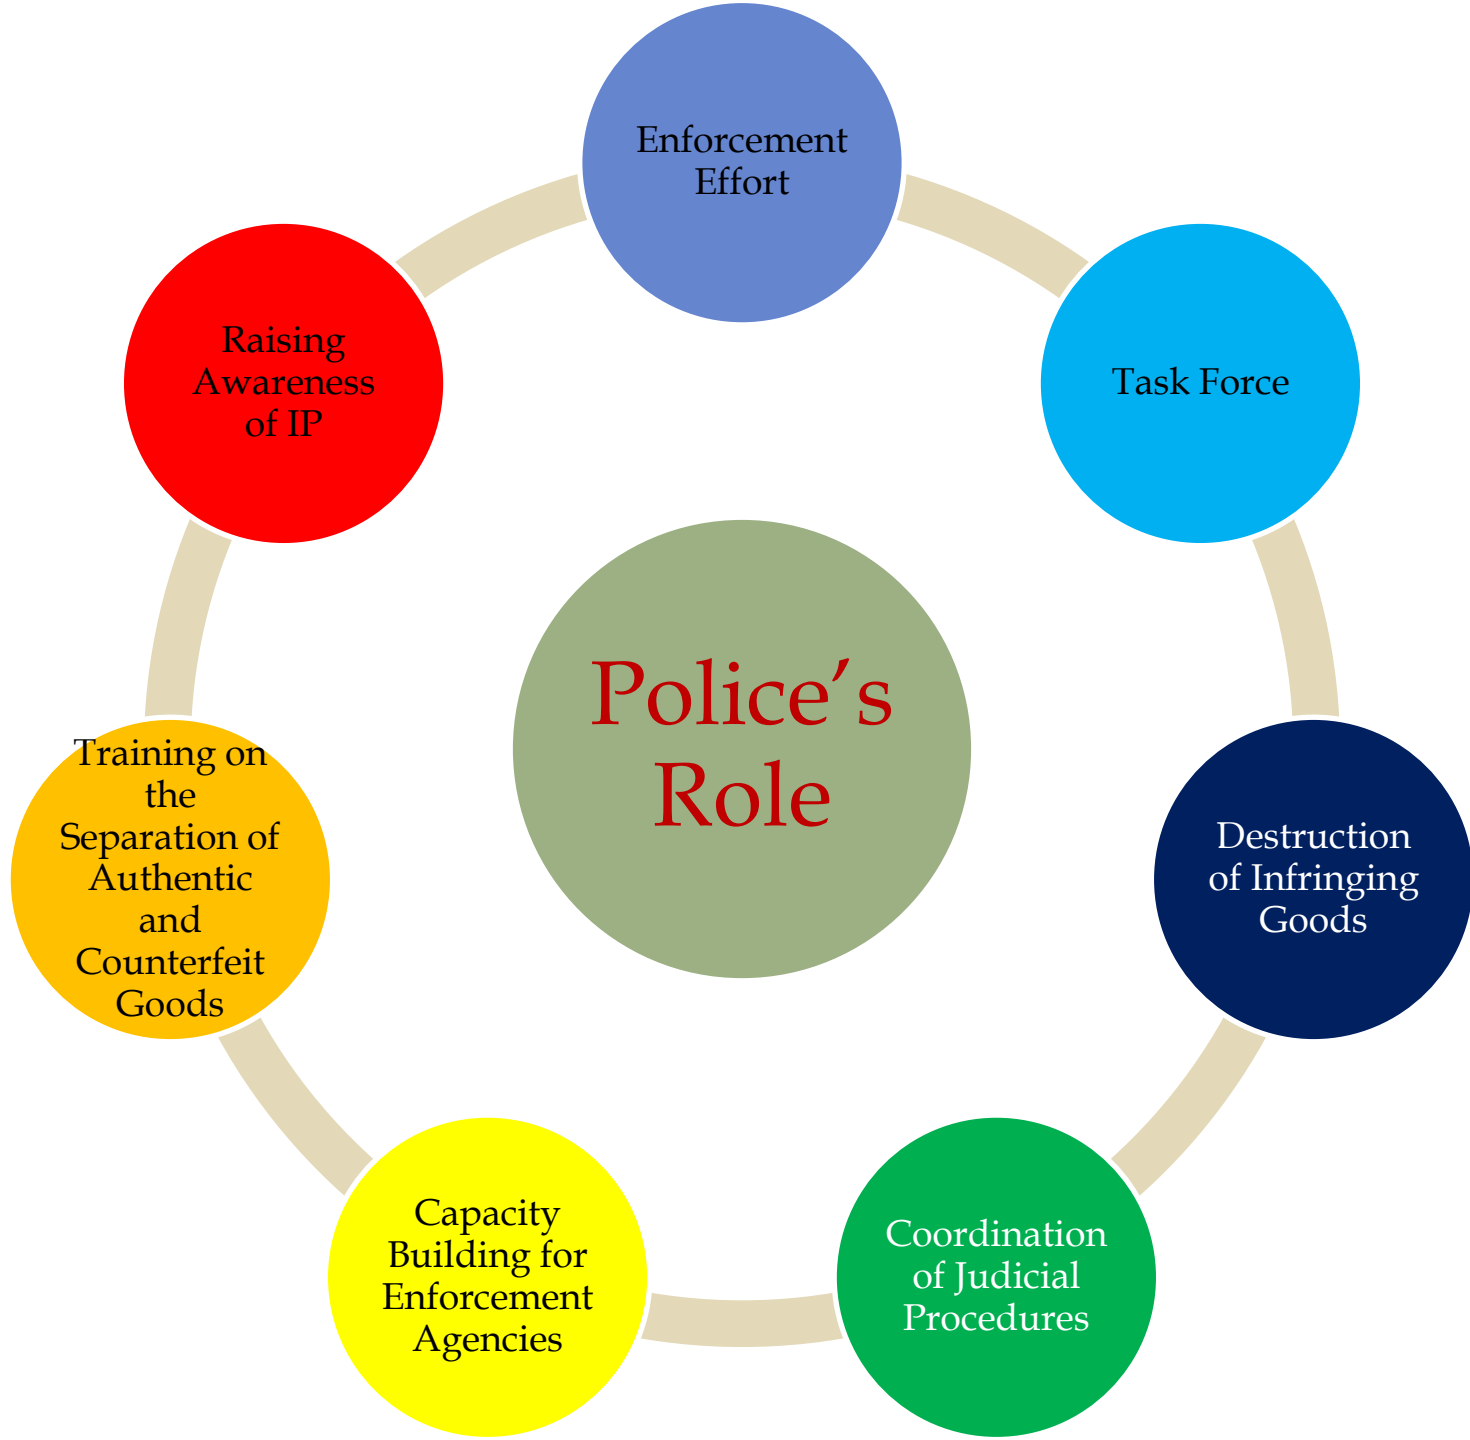 Enforcement
Effort
Task Force
Destruction
of Infringing
Goods
Coordination
of Judicial
Procedures
Capacity
Building for
Enforcement
Agencies
Training on
the
Separation of
Authentic
and
Counterfeit
Goods
Raising
Awareness
of IP
Police’s
Role